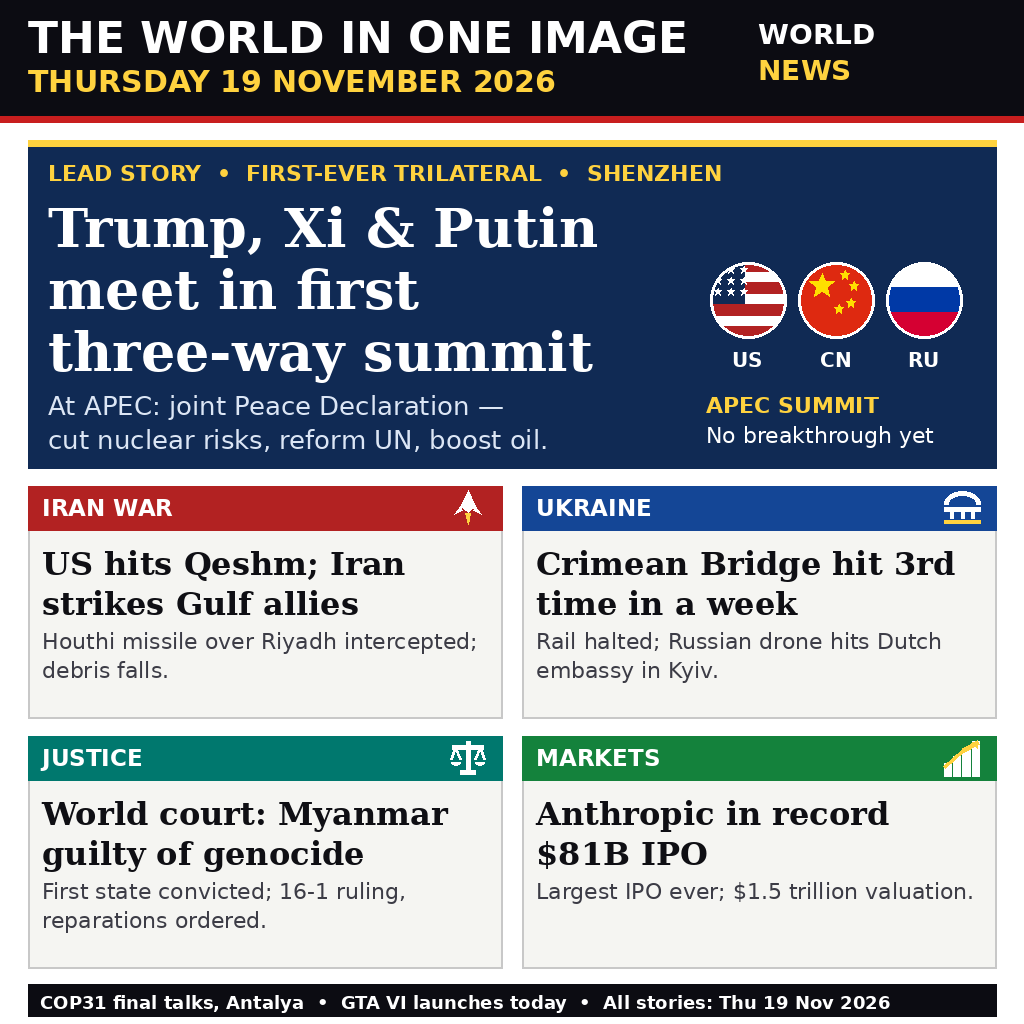 THE WORLD IN ONE IMAGE
THURSDAY 19 NOVEMBER 2026
WORLD
NEWS
LEAD STORY • FIRST-EVER TRILATERAL • SHENZHEN
Trump, Xi & Putin
meet in first
three-way summit
At APEC: joint Peace Declaration —
cut nuclear risks, reform UN, boost oil.
US CN RU
APEC SUMMIT
No breakthrough yet
IRAN WAR
US hits Qeshm; Iran
strikes Gulf allies
Houthi missile over Riyadh intercepted;
debris falls.
UKRAINE
Crimean Bridge hit 3rd
time in a week
Rail halted; Russian drone hits Dutch
embassy in Kyiv.
JUSTICE
World court: Myanmar
guilty of genocide
First state convicted; 16-1 ruling,
reparations ordered.
MARKETS
Anthropic in record
$81B IPO
Largest IPO ever; $1.5 trillion valuation.
COP31 final talks, Antalya • GTA VI launches today • All stories: Thu 19 Nov 2026